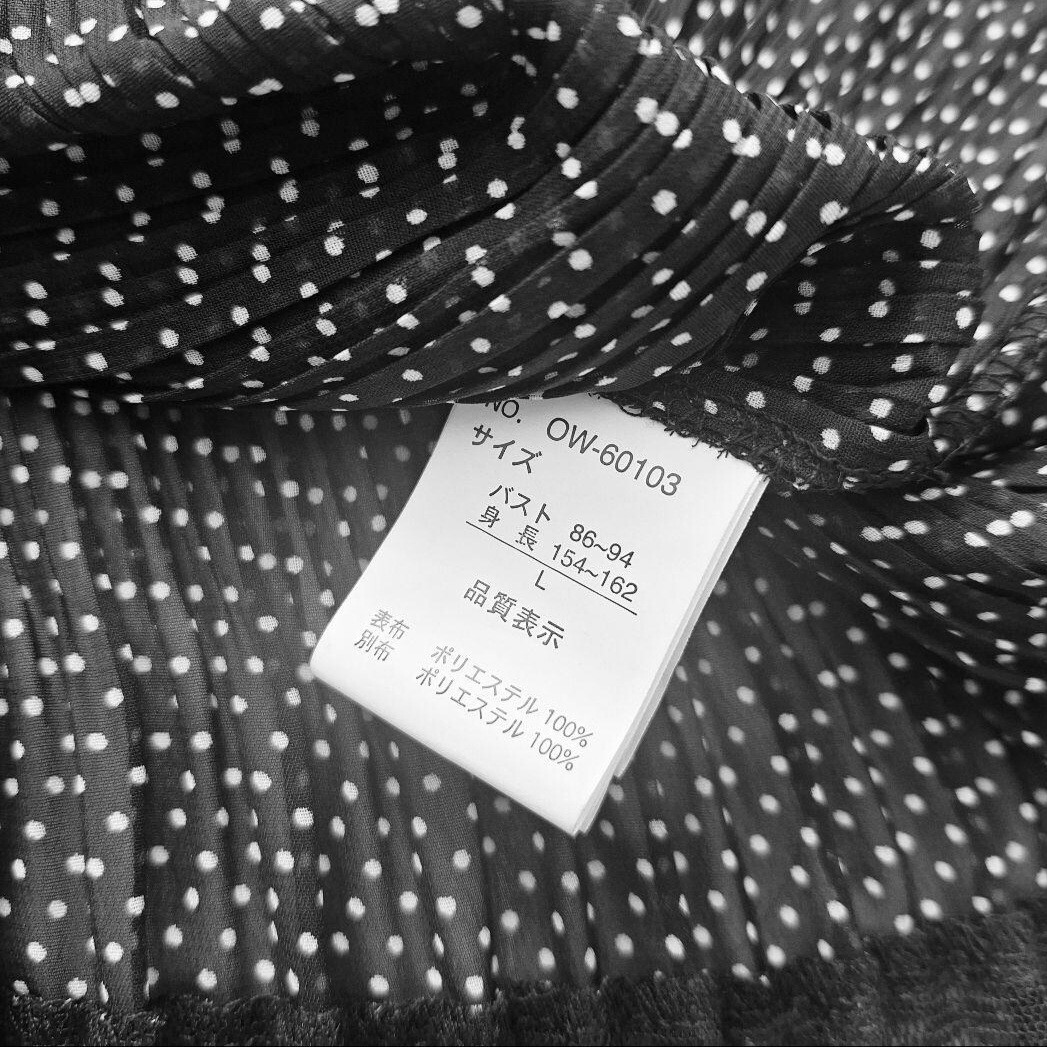 NO. OW-60103
サイズ
バスト 86~94
身長 154~162
L
品質表示
表布 ポリエステル 100%
別布 ポリエステル 100%